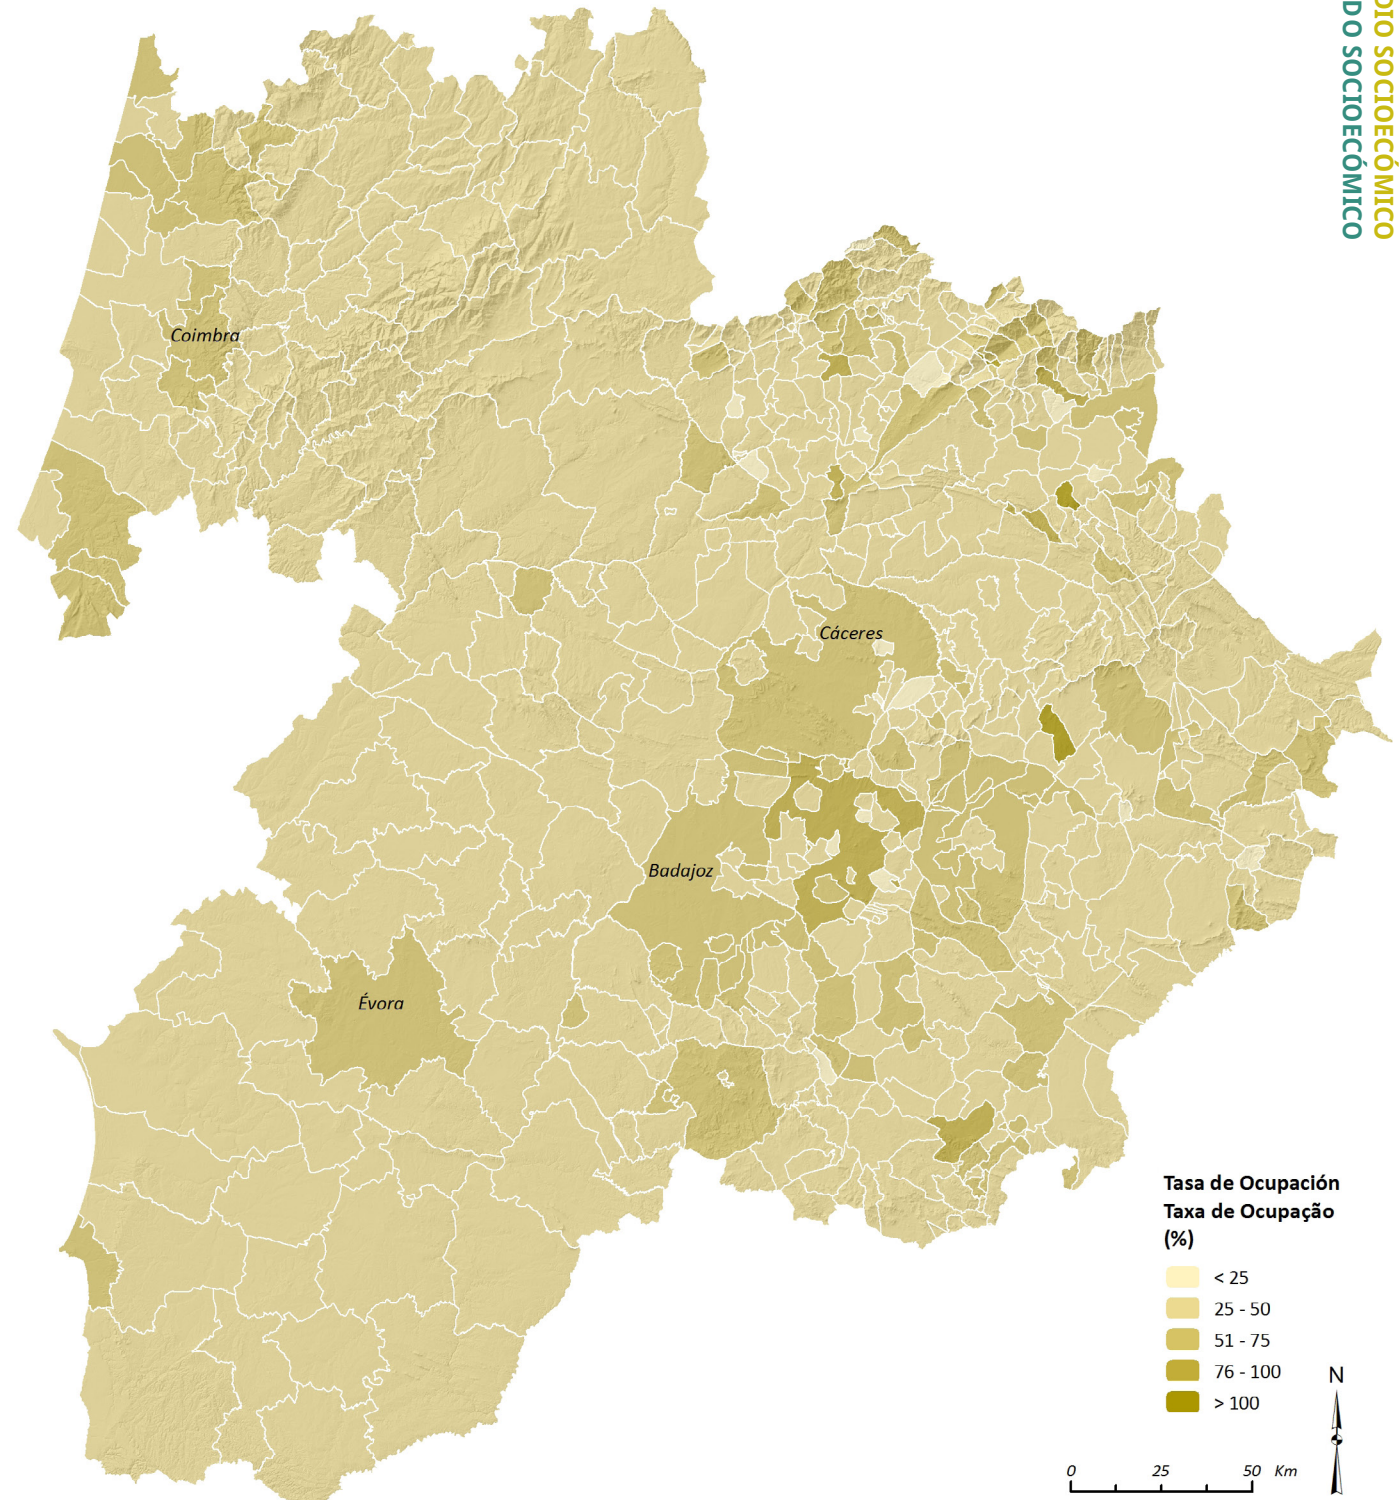 DIO SOCIOECÓMICO
DO SOCIOECÓMICO
Coimbra
Cáceres
Badajoz
Évora
Tasa de Ocupación
Taxa de Ocupação
(%)
< 25
25 - 50
51 - 75
76 - 100
> 100
N
0 25 50 Km